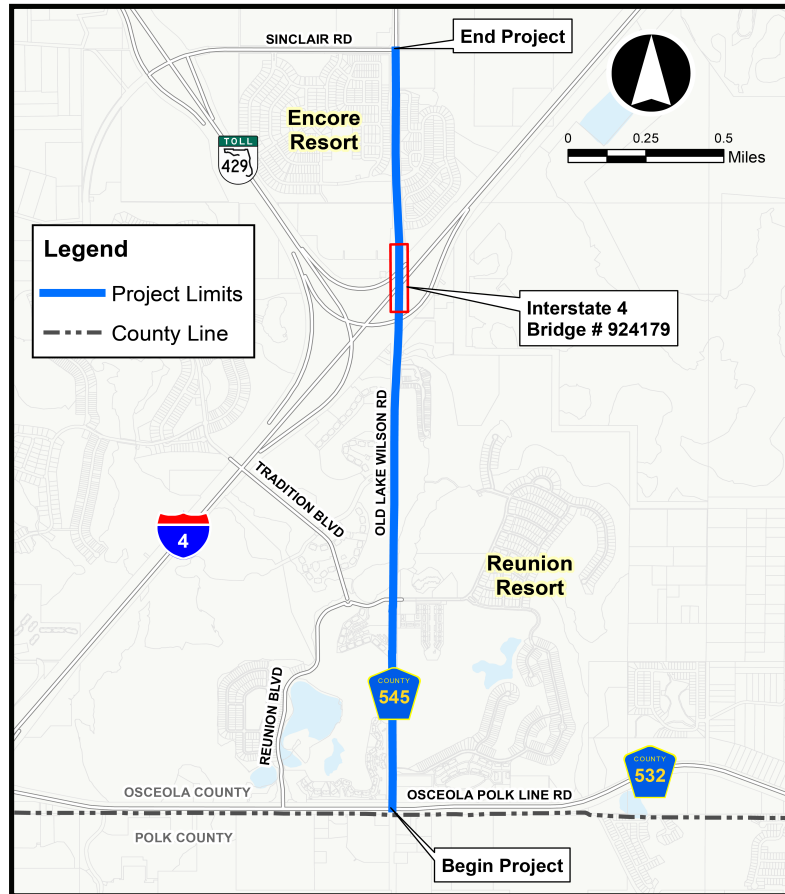 SINCLAIR RD
End Project
Encore
Resort
TOLL
429
0 0.25 0.5
Miles
Legend
Project Limits
County Line
Interstate 4
Bridge # 924179
OLD LAKE WILSON RD
TRADITION BLVD
4
Reunion
Resort
REUNION BLVD
COUNTY
545
COUNTY
532
OSCEOLA COUNTY
OSCEOLA POLK LINE RD
POLK COUNTY
Begin Project